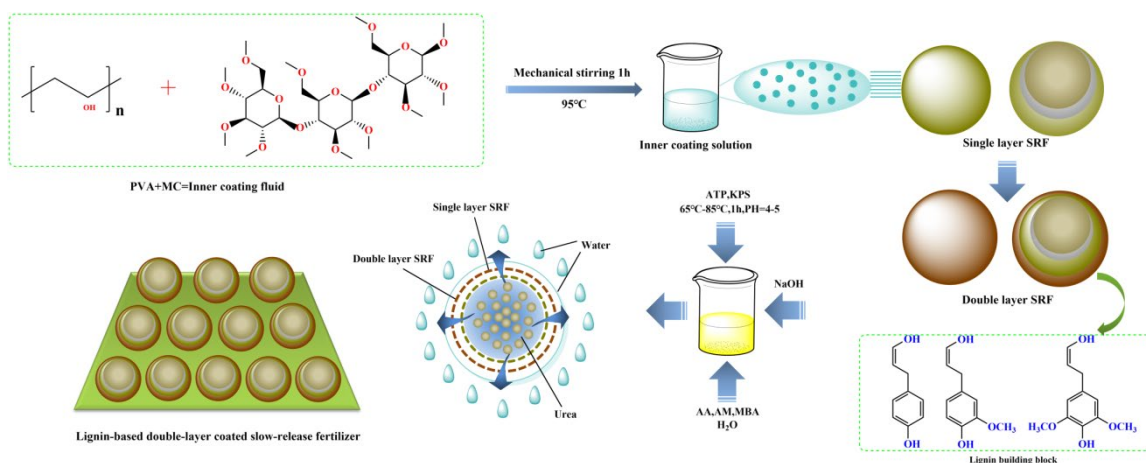 OH
n
+
O
O
O
O
O
O
O
O
O
O
O
O
O
O
PVA+MC=Inner coating fluid
Mechanical stirring 1h
95℃
Inner coating solution
Single layer SRF
Double layer SRF
ATP,KPS
65℃-85℃,1h,PH=4-5
NaOH
AA,AM,MBA
H₂O
Single layer SRF
Double layer SRF
Water
Urea
Lignin-based double-layer coated slow-release fertilizer
OH
OH
OH
OH
OCH₃
OH
OH
H₃CO
OCH₃
OH
Lignin building block